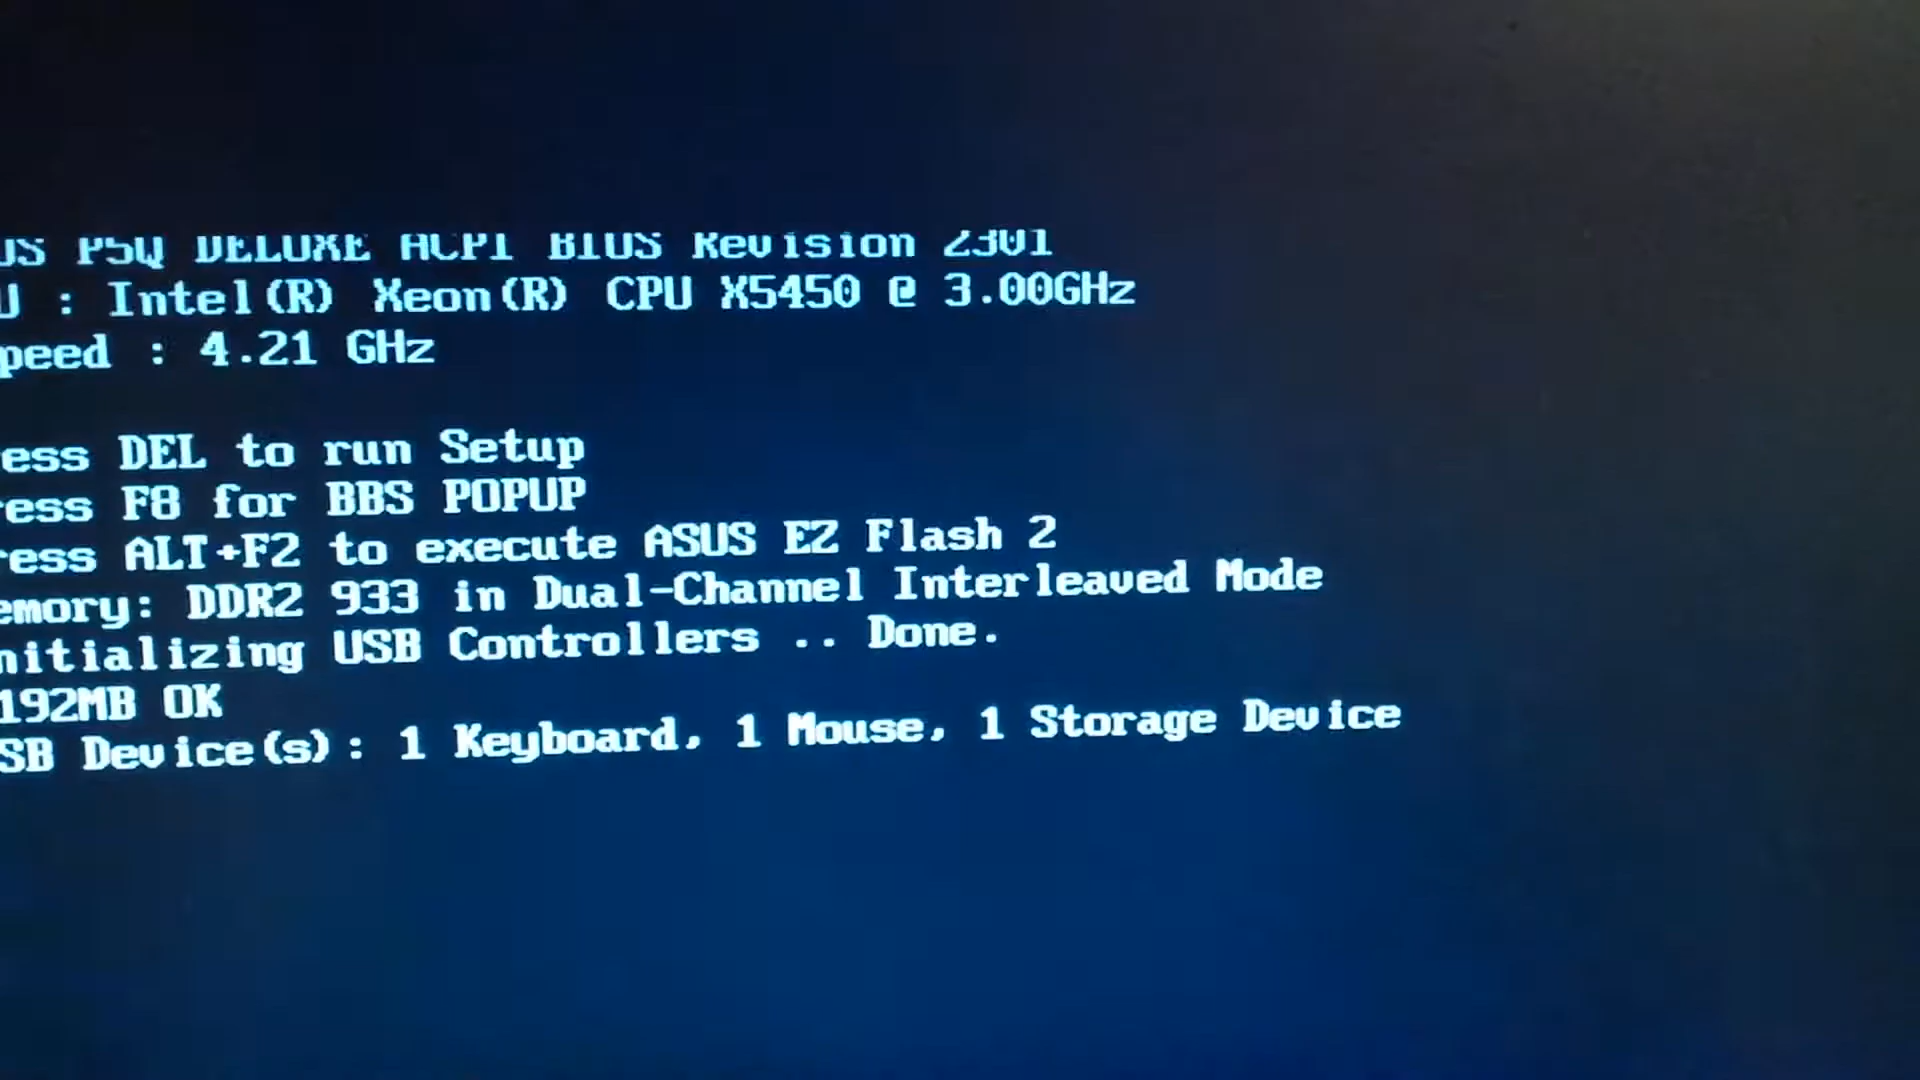 US P5Q DELUXE ACPI BIOS Revision 2301
U : Intel(R) Xeon(R) CPU X5450 @ 3.00GHz
peed : 4.21 GHz
ess DEL to run Setup
ress F8 for BBS POPUP
ress ALT+F2 to execute ASUS EZ Flash 2
emory: DDR2 933 in Dual-Channel Interleaved Mode
nitializing USB Controllers .. Done.
192MB OK
SB Device(s): 1 Keyboard, 1 Mouse, 1 Storage Device